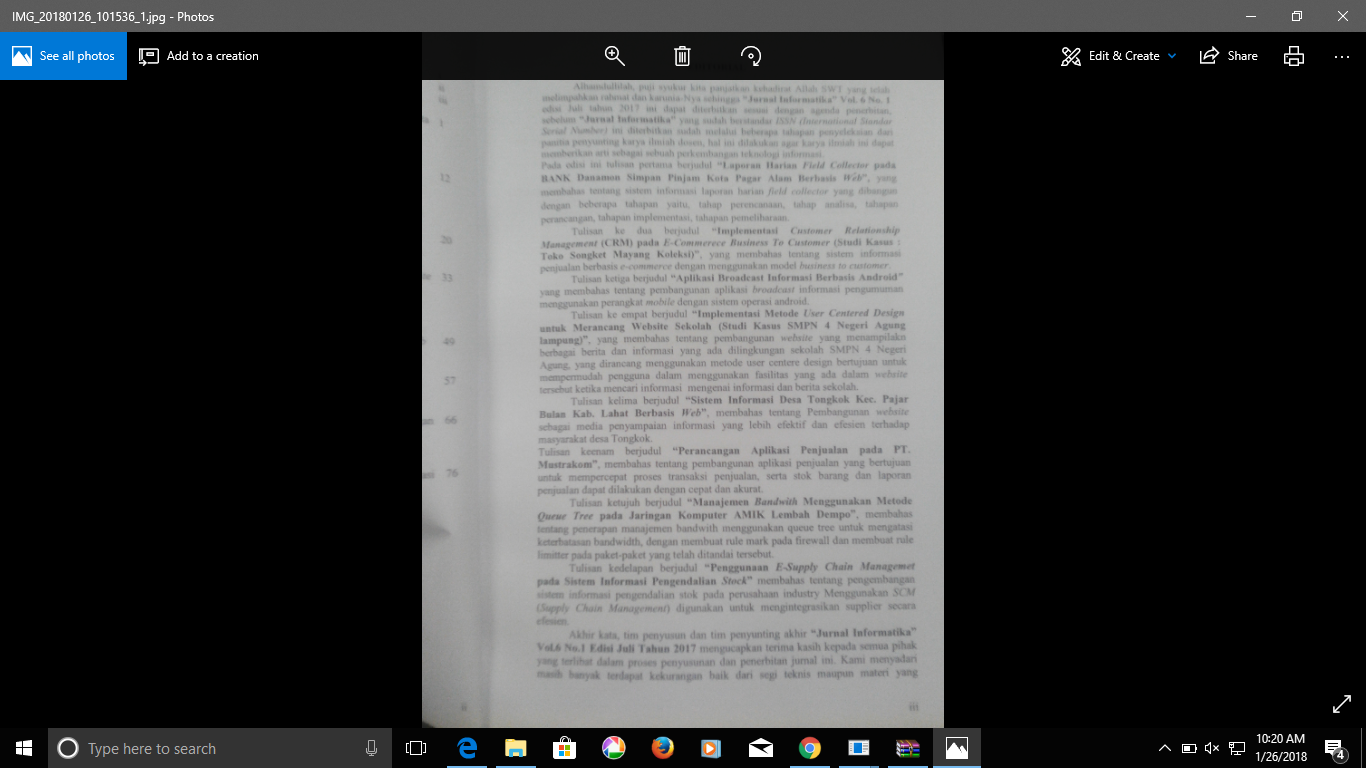 IMG_20180126_101536_1.jpg - Photos
See all photos
Add to a creation
Edit & Create
Share
ii
iii
1
12
20
33
49
57
66
76
ii
Alhamdulillah, puji syukur kita panjatkan kehadirat Allah SWT yang telah
melimpahkan rahmat dan karunia-Nya sehingga "Jurnal Informatika" Vol. 6 No. 1
edisi Juli tahun 2017 ini dapat diterbitkan sesuai dengan agenda penerbitan,
sebelum "Jurnal Informatika" yang sudah berstandar ISSN (International Standar
Serial Number) ini diterbitkan sudah melalui beberapa tahapan penyeleksian dari
panitia penyunting karya ilmiah dosen, hal ini dilakukan agar karya ilmiah ini dapat
memberikan arti sebagai sebuah perkembangan teknologi informasi.
Pada edisi ini tulisan pertama berjudul "Laporan Harian Field Collector pada
BANK Danamon Simpan Pinjam Kota Pagar Alam Berbasis Web", yang
membahas tentang sistem informasi laporan harian field collector yang dibangun
dengan beberapa tahapan yaitu, tahap perencanaan, tahap analisa, tahapan
perancangan, tahapan implementasi, tahapan pemeliharaan.
Tulisan ke dua berjudul "Implementasi Customer Relationship
Management (CRM) pada E-Commerece Business To Customer (Studi Kasus :
Toko Songket Mayang Koleksi)", yang membahas tentang sistem informasi
penjualan berbasis e-commerce dengan menggunakan model business to customer.
Tulisan ketiga berjudul "Aplikasi Broadcast Informasi Berbasis Android"
yang membahas tentang pembangunan aplikasi broadcast informasi pengumuman
menggunakan perangkat mobile dengan sistem operasi android.
Tulisan ke empat berjudul "Implementasi Metode User Centered Design
untuk Merancang Website Sekolah (Studi Kasus SMPN 4 Negeri Agung
lampung)", yang membahas tentang pembangunan website yang menampilakn
berbagai berita dan informasi yang ada dilingkungan sekolah SMPN 4 Negeri
Agung, yang dirancang menggunakan metode user centere design bertujuan untuk
mempermudah pengguna dalam menggunakan fasilitas yang ada dalam website
tersebut ketika mencari informasi mengenai informasi dan berita sekolah.
Tulisan kelima berjudul "Sistem Informasi Desa Tongkok Kec. Pajar
Bulan Kab. Lahat Berbasis Web", membahas tentang Pembangunan website
sebagai media penyampaian informasi yang lebih efektif dan efesien terhadap
masyarakat desa Tongkok.
Tulisan keenam berjudul "Perancangan Aplikasi Penjualan pada PT.
Mustrakom", membahas tentang pembangunan aplikasi penjualan yang bertujuan
untuk mempercepat proses transaksi penjualan, serta stok barang dan laporan
penjualan dapat dilakukan dengan cepat dan akurat.
Tulisan ketujuh berjudul "Manajemen Bandwith Menggunakan Metode
Queue Tree pada Jaringan Komputer AMIK Lembah Dempo", membahas
tentang penerapan manajemen bandwith menggunakan queue tree untuk mengatasi
keterbatasan bandwidth, dengan membuat rule mark pada firewall dan membuat rule
limitter pada paket-paket yang telah ditandai tersebut.
Tulisan kedelapan berjudul "Penggunaan E-Supply Chain Managemet
pada Sistem Informasi Pengendalian Stock" membahas tentang pengembangan
sistem informasi pengendalian stok pada perusahaan industry Menggunakan SCM
(Supply Chain Management) digunakan untuk mengintegrasikan supplier secara
efesien.
Akhir kata, tim penyusun dan tim penyunting akhir "Jurnal Informatika"
Vol.6 No.1 Edisi Juli Tahun 2017 mengucapkan terima kasih kepada semua pihak
yang terlibat dalam proses penyusunan dan penerbitan jurnal ini. Kami menyadari
masih banyak terdapat kekurangan baik dari segi teknis maupun materi yang
iii
Type here to search
10:20 AM
1/26/2018
4